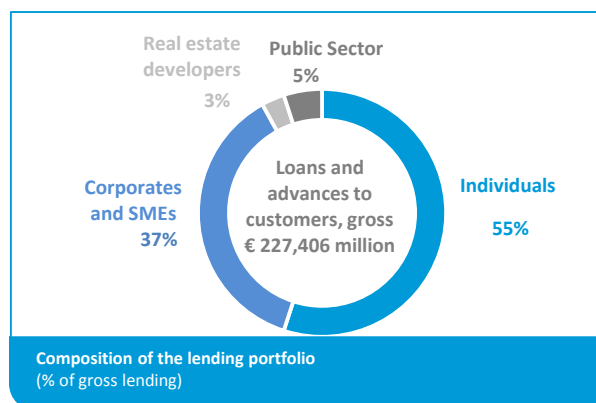 Real estate
developers
3%
Public Sector
5%
Loans and
advances to
customers, gross
€ 227,406 million
Corporates
and SMEs
37%
Individuals
55%
Composition of the lending portfolio
(% of gross lending)